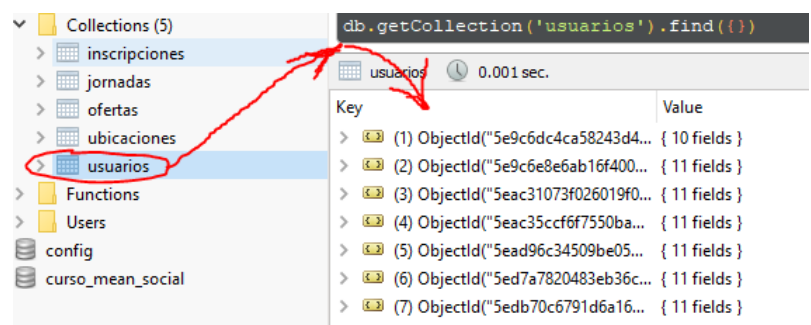 Collections (5)
inscripciones
jornadas
ofertas
ubicaciones
usuarios
Functions
Users
config
curso_mean_social
db.getCollection('usuarios').find({})
usuarios 0.001 sec.
Key Value
(1) ObjectId("5e9c6dc4ca58243d4... { 10 fields }
(2) ObjectId("5e9c6e8e6ab16f400... { 11 fields }
(3) ObjectId("5eac31073f026019f0... { 11 fields }
(4) ObjectId("5eac35ccf6f7550ba... { 11 fields }
(5) ObjectId("5ead96c34509be05... { 11 fields }
(6) ObjectId("5ed7a7820483eb36c... { 11 fields }
(7) ObjectId("5edb70c6791d6a16... { 11 fields }